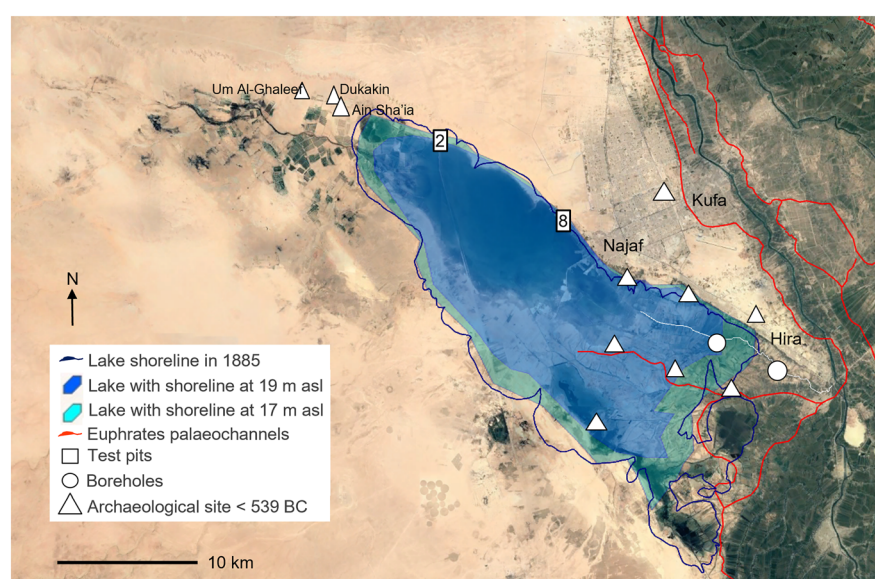 Um Al-Ghaleef
Dukakin
Ain Sha'ia
2
8
Kufa
Najaf
Hira
N
Lake shoreline in 1885
Lake with shoreline at 19 m asl
Lake with shoreline at 17 m asl
Euphrates palaeochannels
Test pits
Boreholes
Archaeological site < 539 BC
10 km